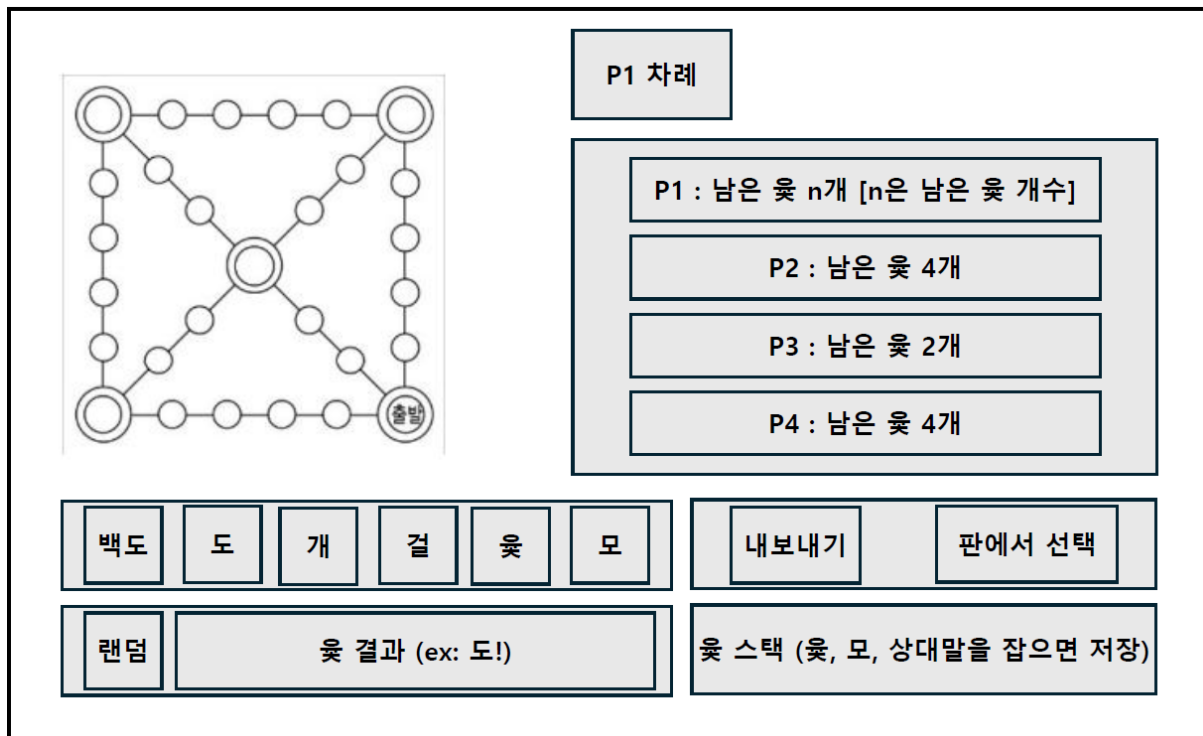 P1 차례
P1 : 남은 윷 n개 [n은 남은 윷 개수]
P2 : 남은 윷 4개
P3 : 남은 윷 2개
P4 : 남은 윷 4개
출발
백도 도 개 걸 윷 모
내보내기 판에서 선택
랜덤 윷 결과 (ex: 도!)
윷 스택 (윷, 모, 상대말을 잡으면 저장)